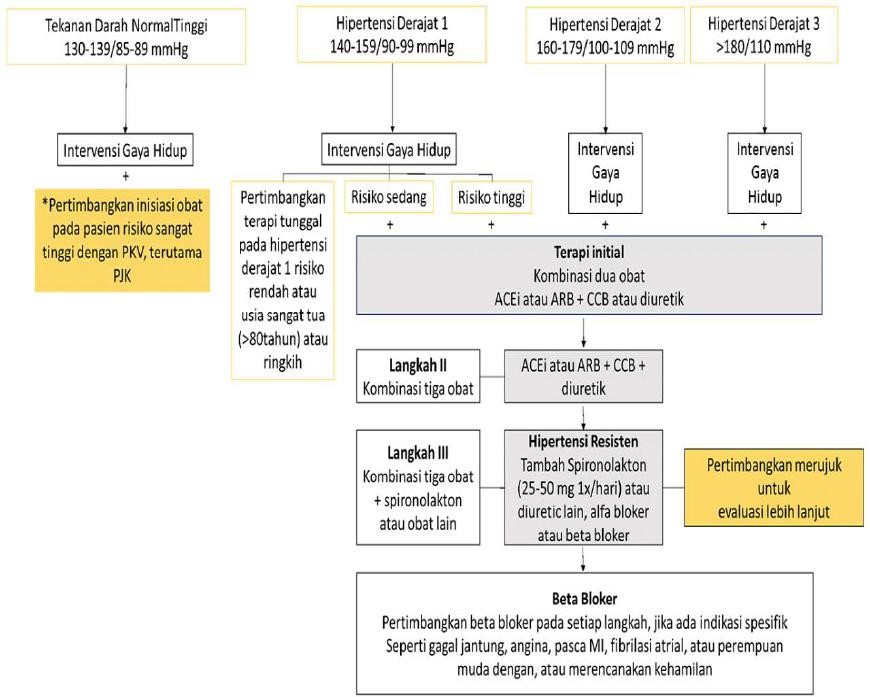 Tekanan Darah NormalTinggi
130-139/85-89 mmHg
Hipertensi Derajat 1
140-159/90-99 mmHg
Hipertensi Derajat 2
160-179/100-109 mmHg
Hipertensi Derajat 3
>180/110 mmHg
Intervensi Gaya Hidup
+
*Pertimbangkan inisiasi obat
pada pasien risiko sangat
tinggi dengan PKV, terutama
PJK
Intervensi Gaya Hidup
Pertimbangkan
terapi tunggal
pada hipertensi
derajat 1 risiko
rendah atau
usia sangat tua
(>80tahun) atau
ringkih
Risiko sedang
+
Risiko tinggi
+
Intervensi
Gaya
Hidup
+
Intervensi
Gaya
Hidup
+
Terapi initial
Kombinasi dua obat
ACEi atau ARB + CCB atau diuretik
Langkah II
Kombinasi tiga obat
ACEi atau ARB + CCB +
diuretik
Langkah III
Kombinasi tiga obat
+ spironolakton
atau obat lain
Hipertensi Resisten
Tambah Spironolakton
(25-50 mg 1x/hari) atau
diuretic lain, alfa bloker
atau beta bloker
Pertimbangkan merujuk
untuk
evaluasi lebih lanjut
Beta Bloker
Pertimbangkan beta bloker pada setiap langkah, jika ada indikasi spesifik
Seperti gagal jantung, angina, pasca MI, fibrilasi atrial, atau perempuan
muda dengan, atau merencanakan kehamilan